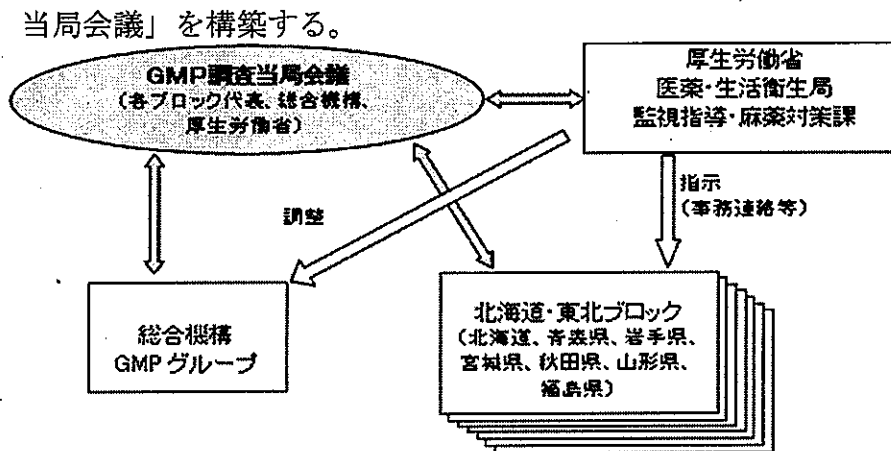 当局会議」を構築する。
GMP調査当局会議
(各ブロック代表、総合機構、
厚生労働省)
厚生労働省
医薬・生活衛生局
監視指導・麻薬対策課
指示
(事務連絡等)
調整
総合機構
GMPグループ
北海道・東北ブロック
(北海道、青森県、岩手県、
宮城県、秋田県、山形県、
福島県)